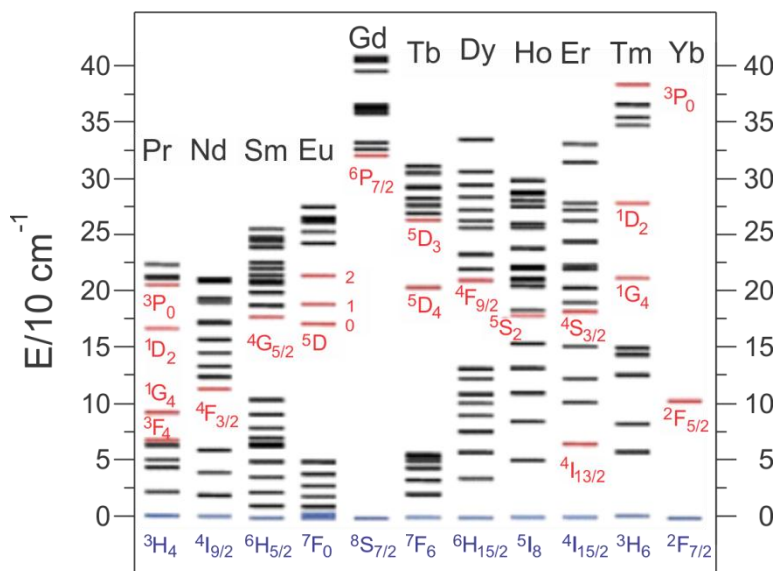 Gd
Tb Dy Ho Er Tm Yb
Pr Nd Sm Eu
E/10 cm⁻¹
40
35
30
25
20
15
10
5
0
40
35
30
25
20
15
10
5
0
³P₀
¹D₂
¹G₄
³F₄
⁴F₃/₂
⁴G₅/₂
2
1
0
⁵D
⁶P₇/₂
⁵D₃
⁵D₄
⁴F₉/₂
⁵S₂
⁴S₃/₂
⁴I₁₃/₂
³P₀
¹D₂
¹G₄
²F₅/₂
³H₄ ⁴I₉/₂ ⁶H₅/₂ ⁷F₀ ⁸S₇/₂ ⁷F₆ ⁶H₁₅/₂ ⁵I₈ ⁴I₁₅/₂ ³H₆ ²F₇/₂